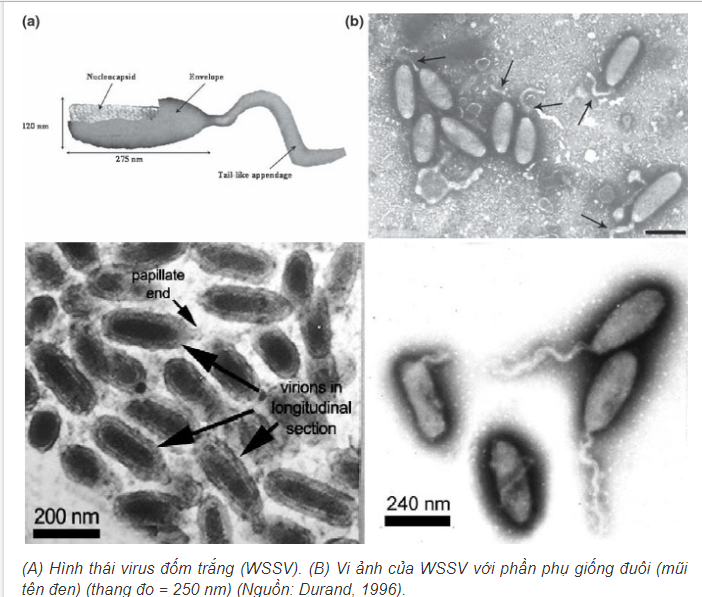 (a)
(b)
Nucleocapsid
Envelope
120 nm
275 nm
Tail-like appendage
papillate
end
virions in
longitudinal
section
200 nm
240 nm
(A) Hình thái virus đốm trắng (WSSV). (B) Vi ảnh của WSSV với phần phụ giống đuôi (mũi
tên đen) (thang đo = 250 nm) (Nguồn: Durand, 1996).